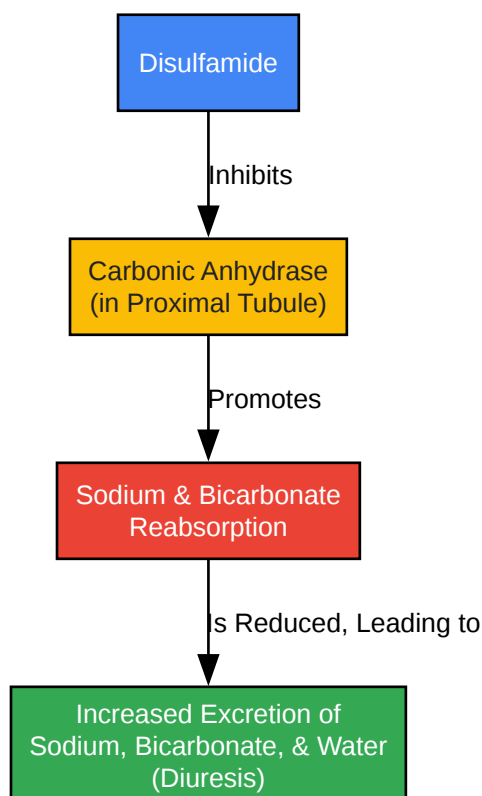 Disulfamide
Inhibits
Carbonic Anhydrase
(in Proximal Tubule)
Promotes
Sodium & Bicarbonate
Reabsorption
Is Reduced, Leading to
Increased Excretion of
Sodium, Bicarbonate, & Water
(Diuresis)